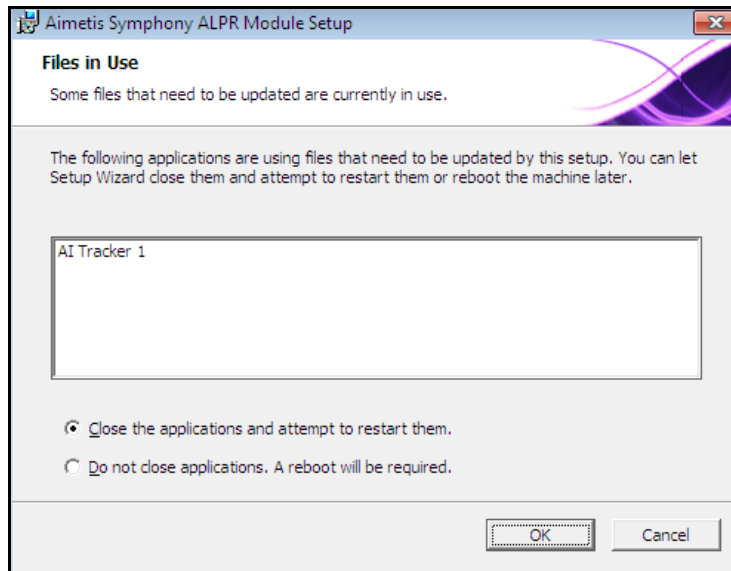 Aimetis Symphony ALPR Module Setup
Files in Use
Some files that need to be updated are currently in use.
The following applications are using files that need to be updated by this setup. You can let
Setup Wizard close them and attempt to restart them or reboot the machine later.
AI Tracker 1
Close the applications and attempt to restart them.
Do not close applications. A reboot will be required.
OK
Cancel